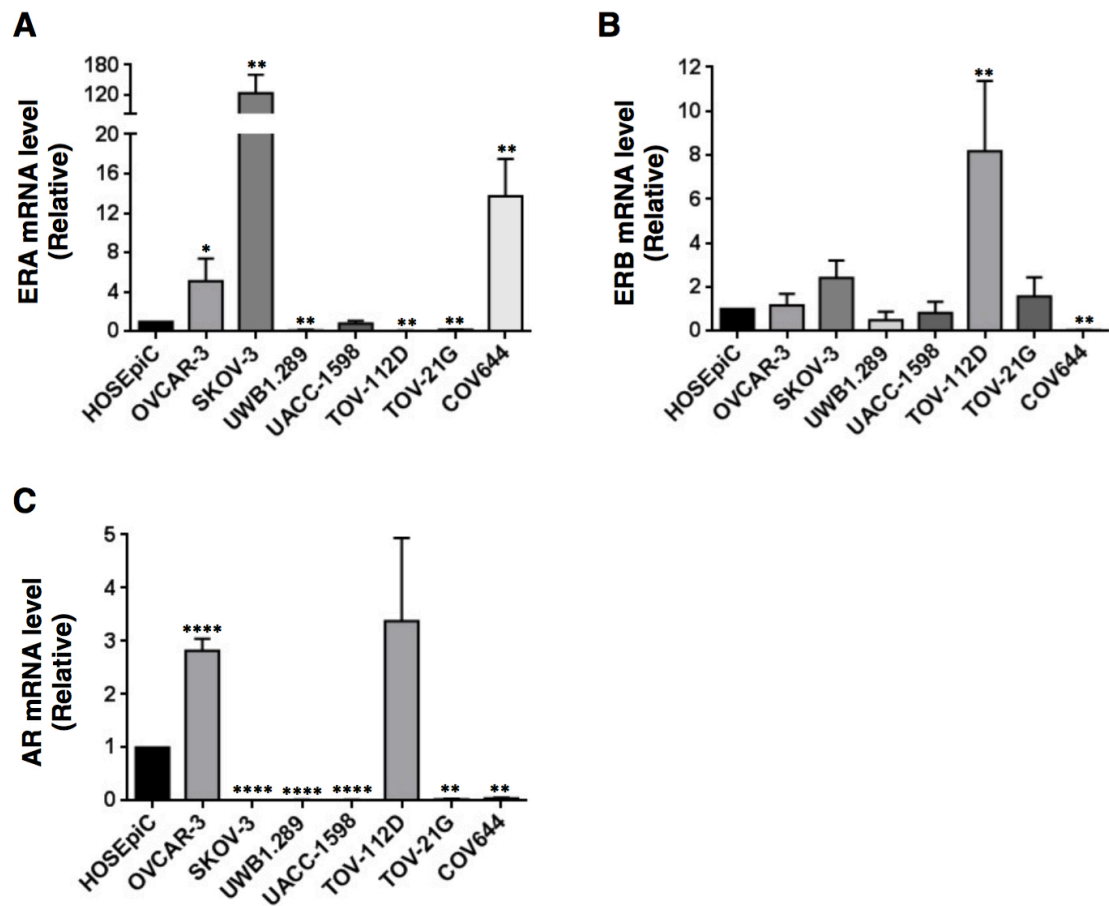 A
ERA mRNA level
(Relative)
180
120
20
16
12
8
4
0
*
**
**
**
**
**
HOSEpiC
OVCAR-3
SKOV-3
UWB1.289
UACC-1598
TOV-112D
TOV-21G
COV644
B
ERB mRNA level
(Relative)
12
10
8
6
4
2
0
**
**
HOSEpiC
OVCAR-3
SKOV-3
UWB1.289
UACC-1598
TOV-112D
TOV-21G
COV644
C
AR mRNA level
(Relative)
5
4
3
2
1
0
****
****
****
****
**
**
HOSEpiC
OVCAR-3
SKOV-3
UWB1.289
UACC-1598
TOV-112D
TOV-21G
COV644